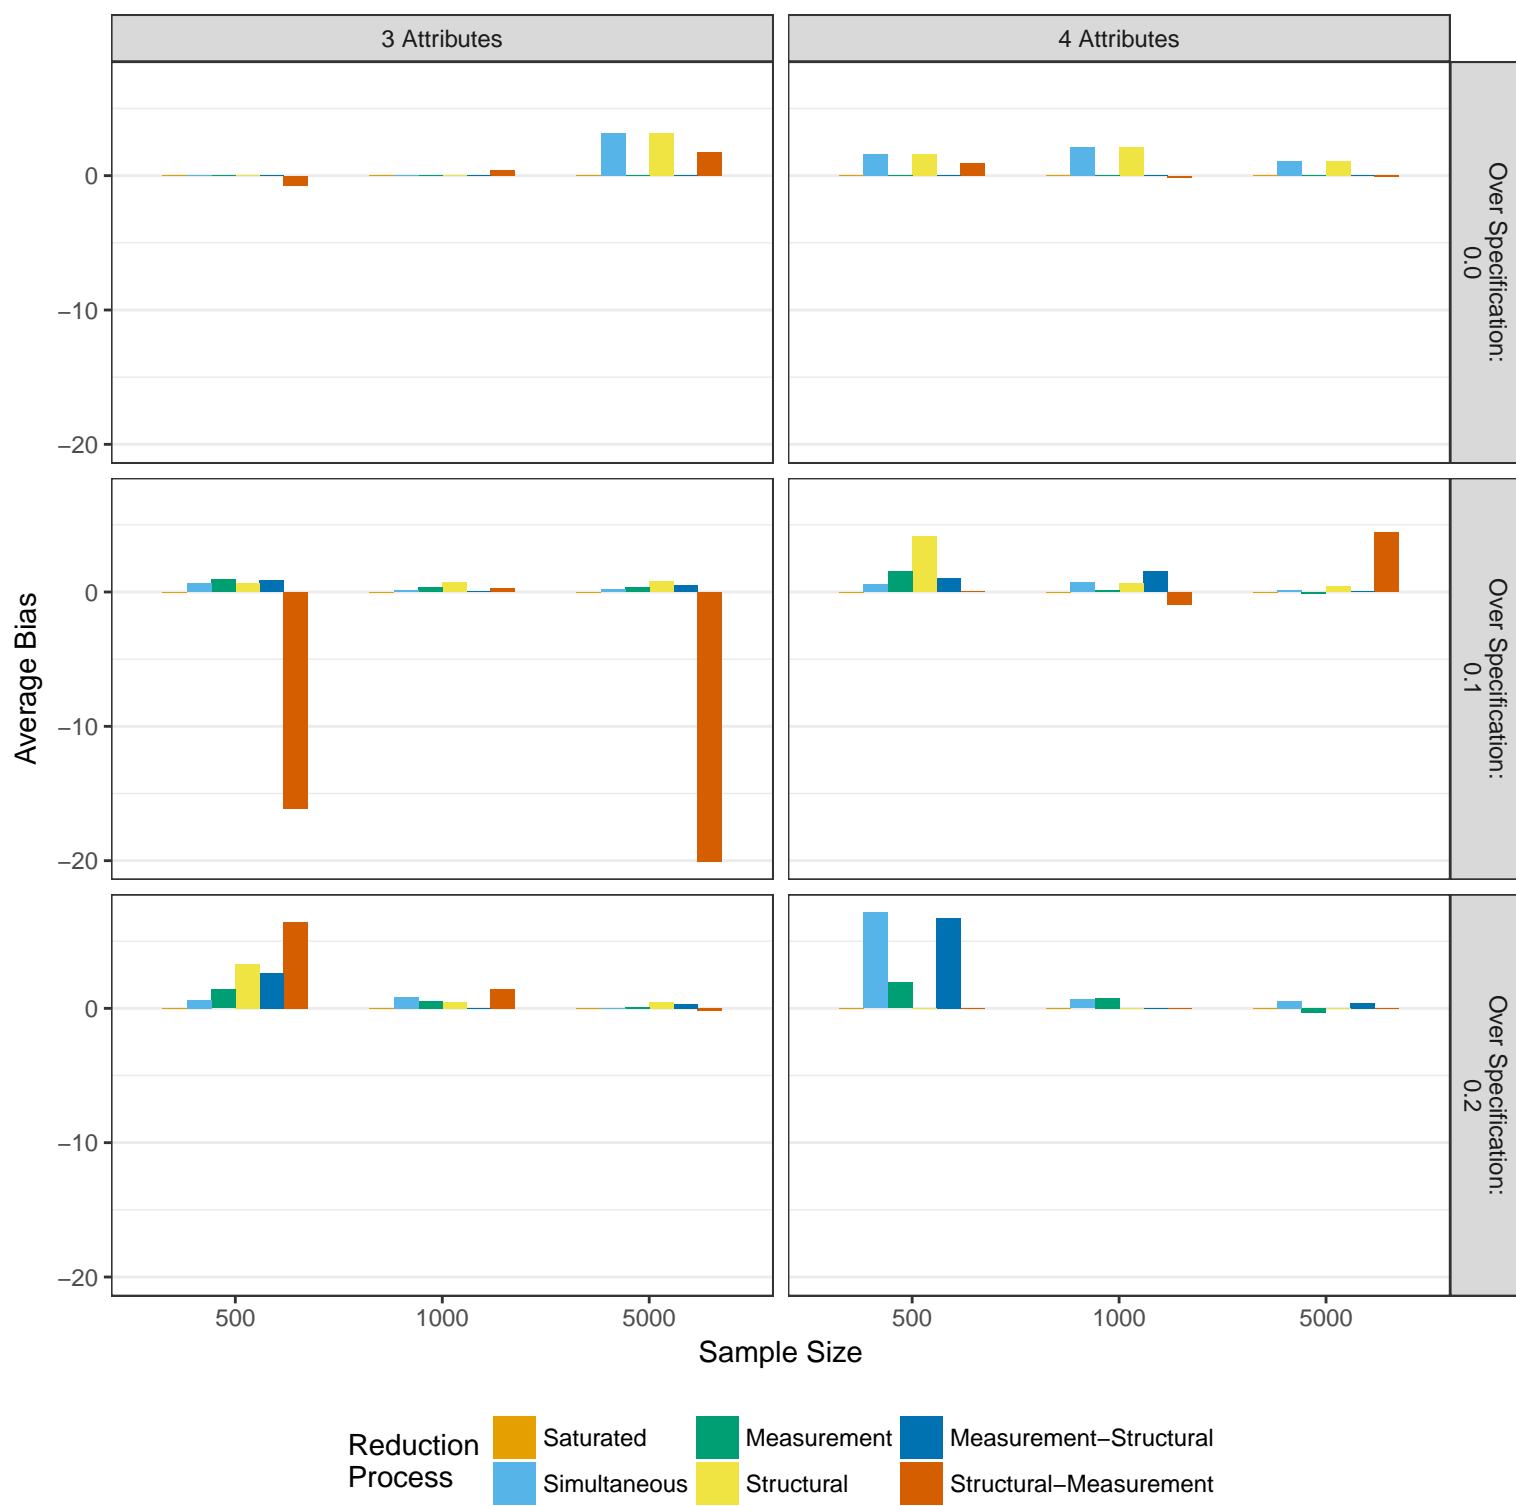 3 Attributes
4 Attributes
0
−10
−20
Over Specification:
0.0
Average Bias
0
−10
−20
Over Specification:
0.1
0
−10
−20
Over Specification:
0.2
500
1000
5000
500
1000
5000
Sample Size
Reduction
Process
Saturated
Measurement
Measurement−Structural
Simultaneous
Structural
Structural−Measurement